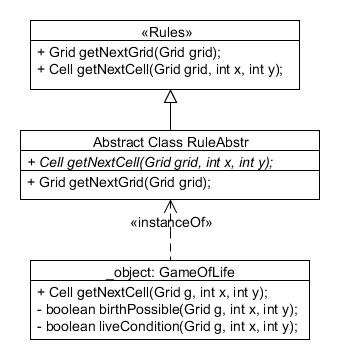 «Rules»
+ Grid getNextGrid(Grid grid);
+ Cell getNextCell(Grid grid, int x, int y);
Abstract Class RuleAbstr
+ Cell getNextCell(Grid grid, int x, int y);
+ Grid getNextGrid(Grid grid);
«instanceOf»
_object: GameOfLife
+ Cell getNextCell(Grid g, int x, int y);
- boolean birthPossible(Grid g, int x, int y);
- boolean liveCondition(Grid g, int x, int y);